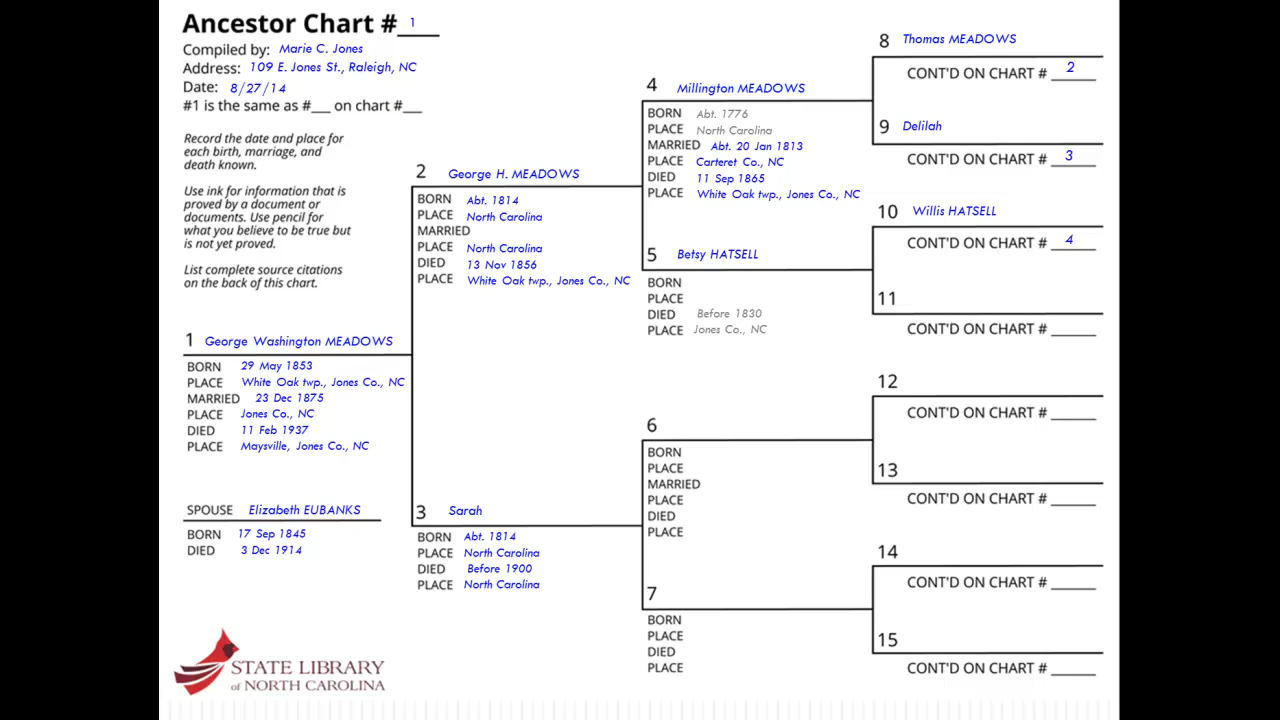 Ancestor Chart # 1
Compiled by: Marie C. Jones
Address: 109 E. Jones St., Raleigh, NC
Date: 8/27/14
#1 is the same as #___ on chart #___
Record the date and place for
each birth, marriage, and
death known.
Use ink for information that is
proved by a document or
documents. Use pencil for
what you believe to be true but
is not yet proved.
List complete source citations
on the back of this chart.
1 George Washington MEADOWS
BORN 29 May 1853
PLACE White Oak twp., Jones Co., NC
MARRIED 23 Dec 1875
PLACE Jones Co., NC
DIED 11 Feb 1937
PLACE Maysville, Jones Co., NC
SPOUSE Elizabeth EUBANKS
BORN 17 Sep 1845
DIED 3 Dec 1914
2 George H. MEADOWS
BORN Abt. 1814
PLACE North Carolina
MARRIED
PLACE North Carolina
DIED 13 Nov 1856
PLACE White Oak twp., Jones Co., NC
3 Sarah
BORN Abt. 1814
PLACE North Carolina
DIED Before 1900
PLACE North Carolina
4 Millington MEADOWS
BORN Abt. 1776
PLACE North Carolina
MARRIED Abt. 20 Jan 1813
PLACE Carteret Co., NC
DIED 11 Sep 1865
PLACE White Oak twp., Jones Co., NC
5 Betsy HATSELL
BORN
PLACE
DIED Before 1830
PLACE Jones Co., NC
6
BORN
PLACE
MARRIED
PLACE
DIED
PLACE
7
BORN
PLACE
DIED
PLACE
8 Thomas MEADOWS
CONT'D ON CHART # 2
9 Delilah
CONT'D ON CHART # 3
10 Willis HATSELL
CONT'D ON CHART # 4
11
CONT'D ON CHART # ____
12
CONT'D ON CHART # ____
13
CONT'D ON CHART # ____
14
CONT'D ON CHART # ____
15
CONT'D ON CHART # ____
STATE LIBRARY
of NORTH CAROLINA